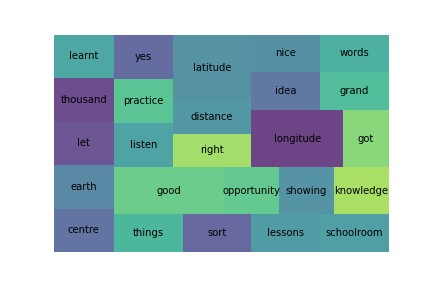 learnt
yes
latitude
nice
words
thousand
practice
idea
grand
distance
let
listen
right
longitude
got
earth
good
opportunity
showing
knowledge
centre
things
sort
lessons
schoolroom